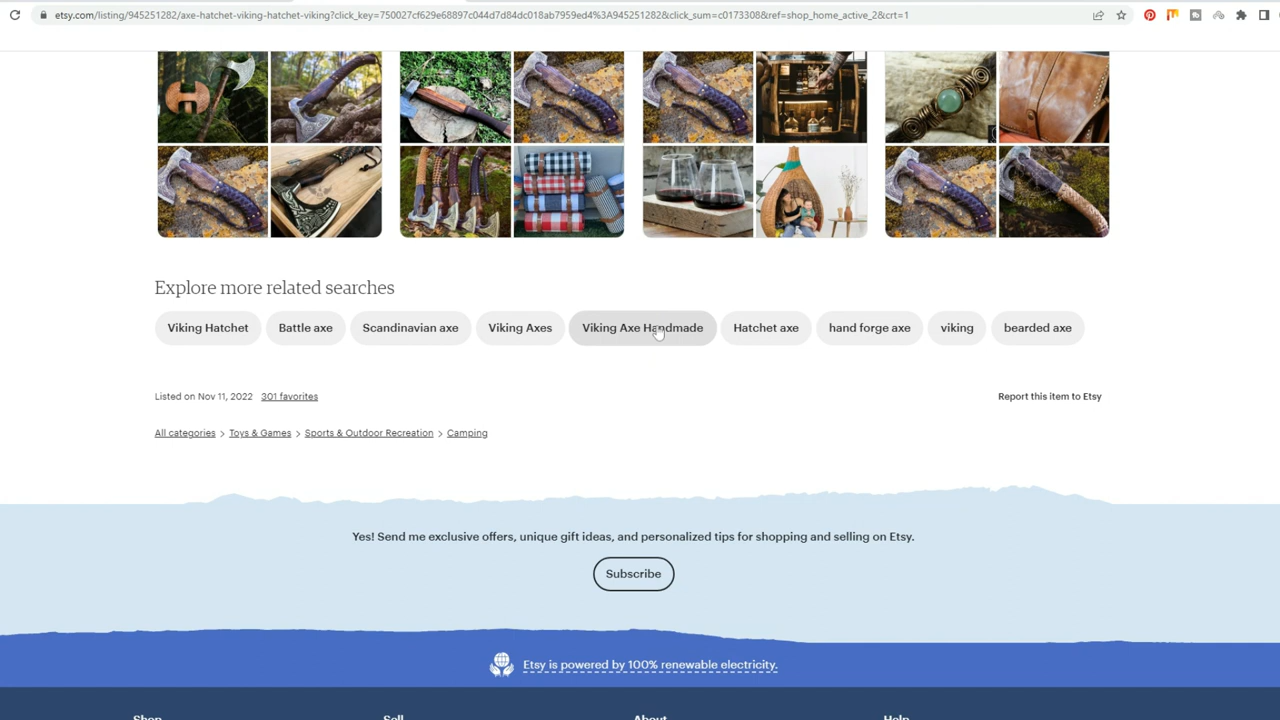 etsy.com/listing/945251282/axe-hatchet-viking-hatchet-viking?click_key=750027cf629e68897c044d7d84dc018ab7959ed4%3A945251282&click_sum=c0173308&ref=shop_home_active_2&crt=1
Explore more related searches
Viking Hatchet Battle axe Scandinavian axe Viking Axes Viking Axe Handmade Hatchet axe hand forge axe viking bearded axe
Listed on Nov 11, 2022 301 favorites Report this item to Etsy
All categories > Toys & Games > Sports & Outdoor Recreation > Camping
Yes! Send me exclusive offers, unique gift ideas, and personalized tips for shopping and selling on Etsy.
Subscribe
Etsy is powered by 100% renewable electricity.
Shop Sell About Help